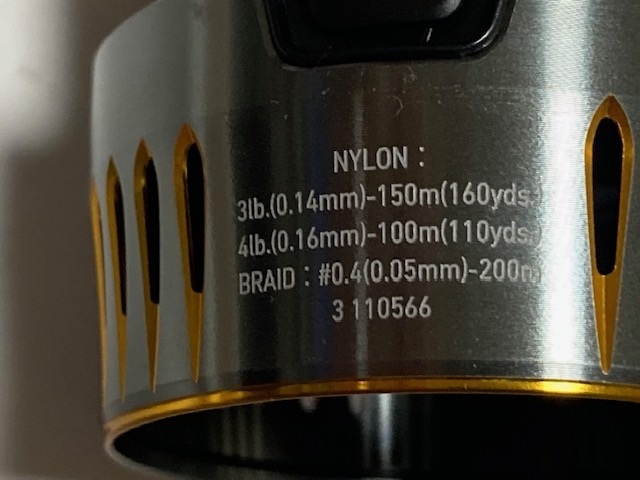 NYLON :
3lb.(0.14mm)-150m(160yds.)
4lb.(0.16mm)-100m(110yds.)
BRAID : #0.4(0.05mm)-200m
3 110566